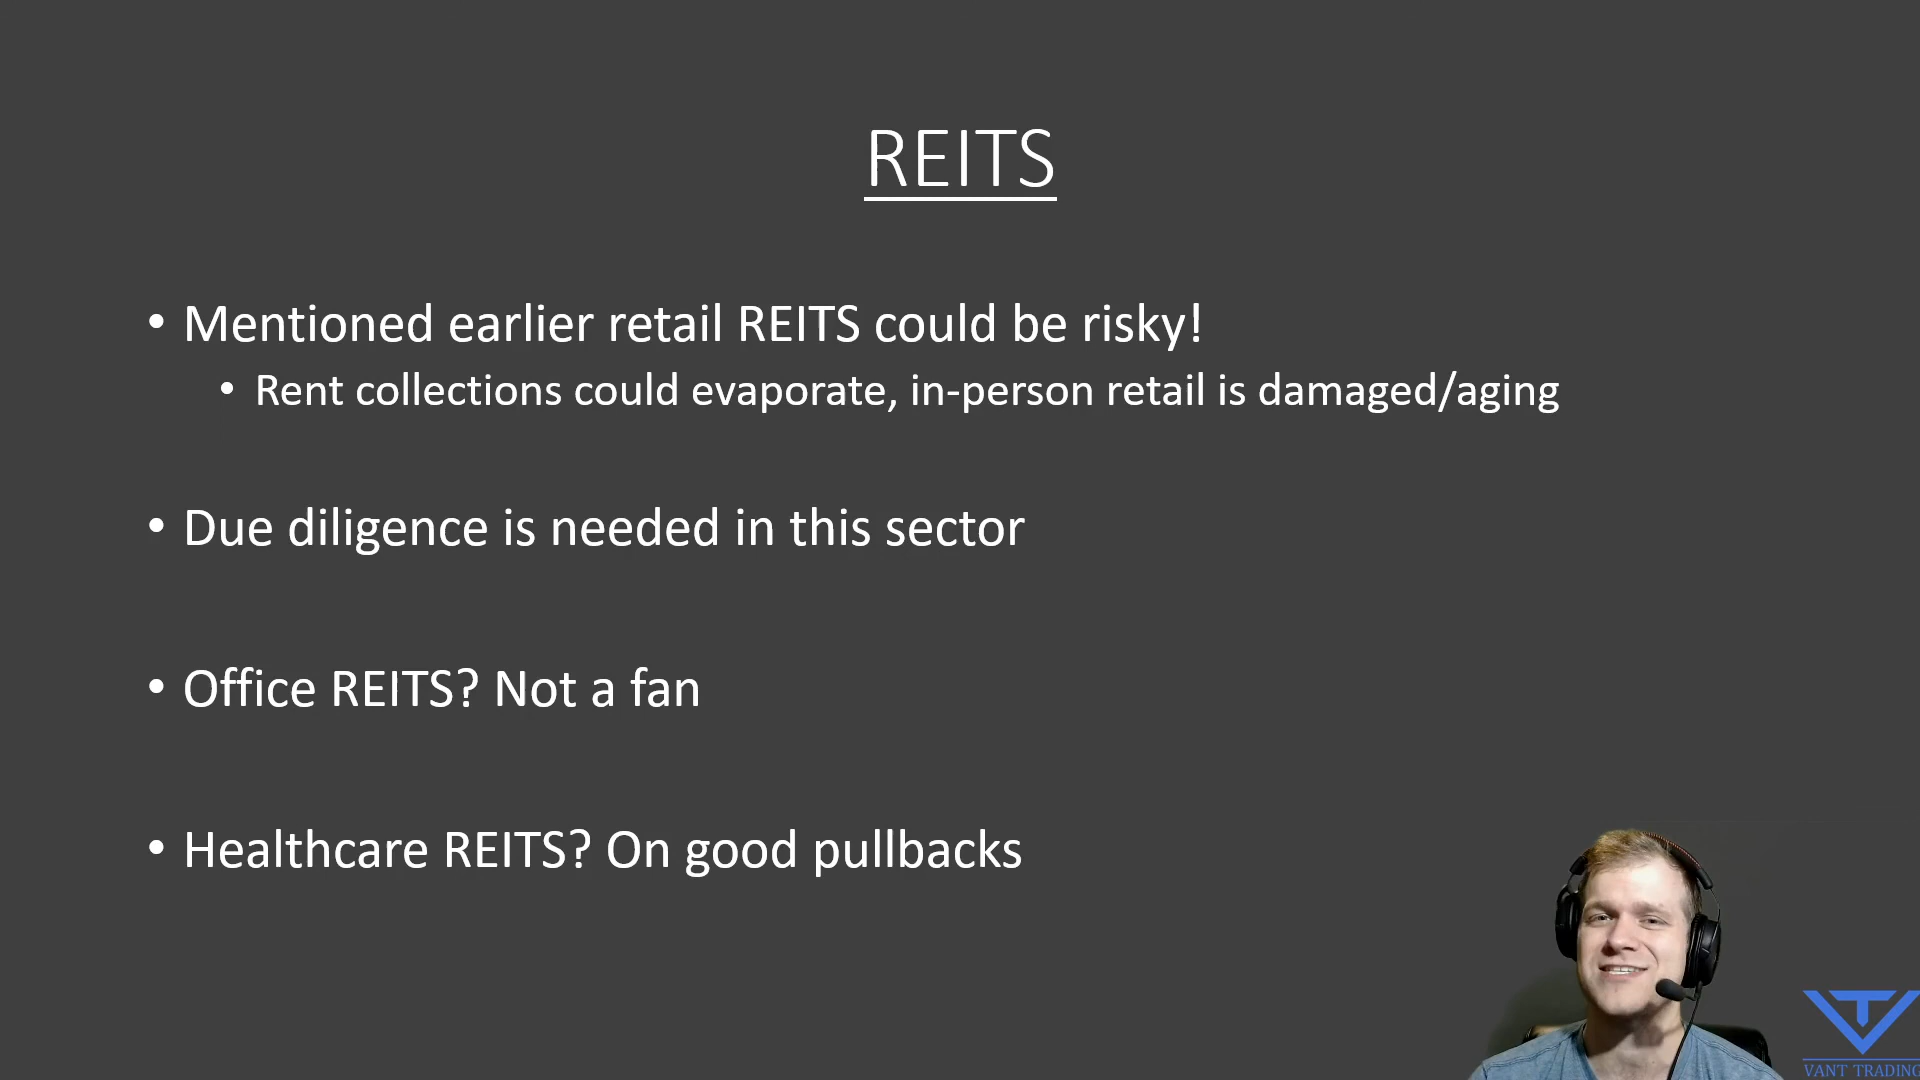 REITS
• Mentioned earlier retail REITS could be risky!
• Rent collections could evaporate, in-person retail is damaged/aging
• Due diligence is needed in this sector
• Office REITS? Not a fan
• Healthcare REITS? On good pullbacks
VANT TRADING